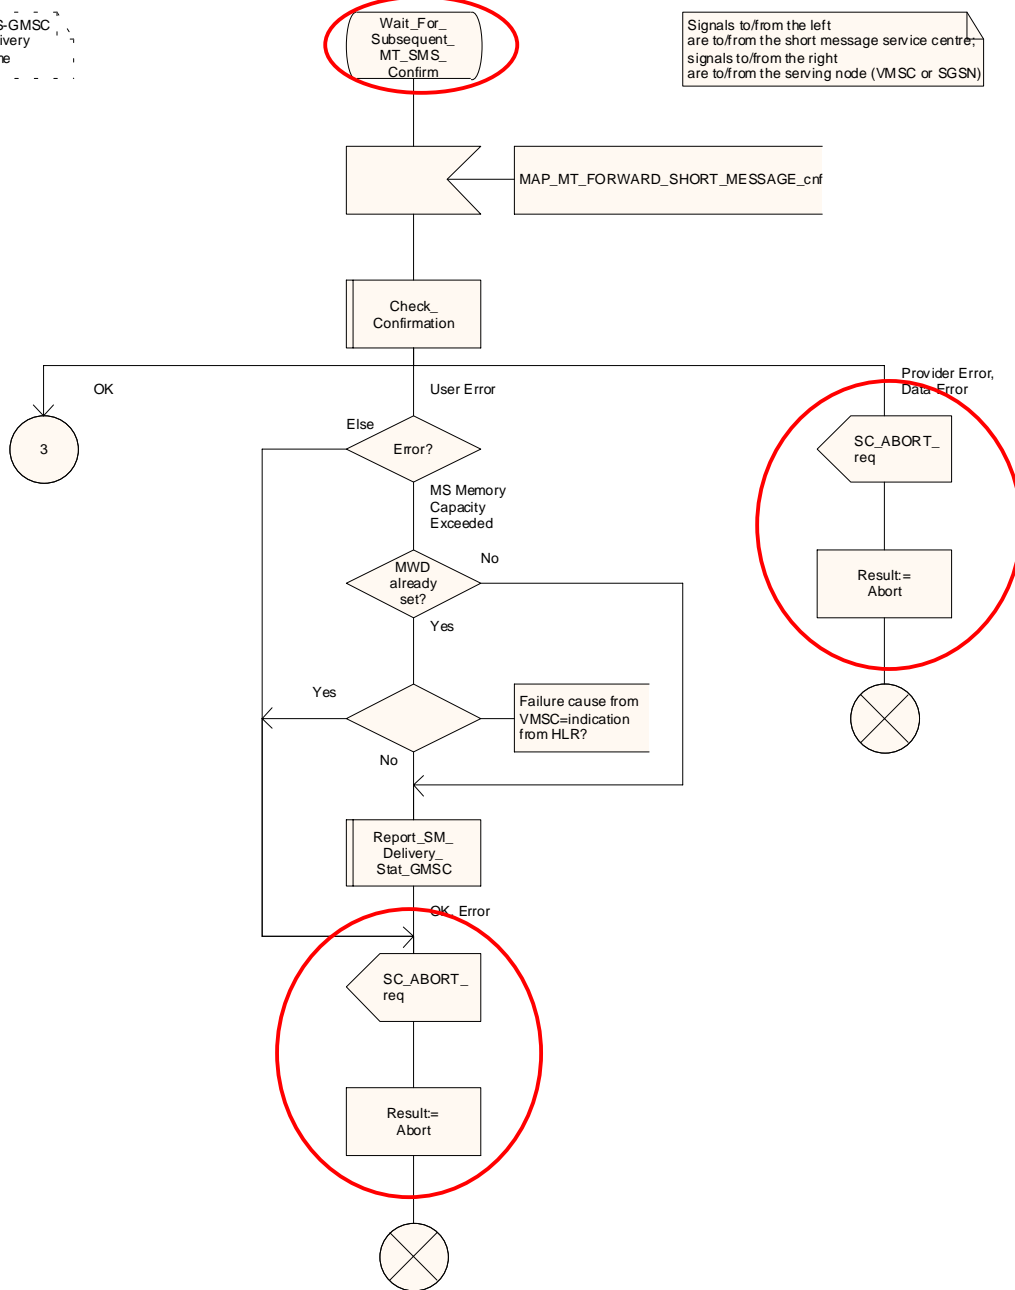 S-GMSC
ivery
ne
Wait_For_
Subsequent_
MT_SMS_
Confirm
Signals to/from the left
are to/from the short message service centre;
signals to/from the right
are to/from the serving node (VMSC or SGSN)
MAP_MT_FORWARD_SHORT_MESSAGE_cnf
Check_
Confirmation
OK
User Error
Provider Error,
Data Error
3
Else
Error?
SC_ABORT_
req
MS Memory
Capacity
Exceeded
No
MWD
already
set?
Result:=
Abort
Yes
Yes
Failure cause from
VMSC=indication
from HLR?
No
Report_SM_
Delivery_
Stat_GMSC
OK, Error
SC_ABORT_
req
Result:=
Abort